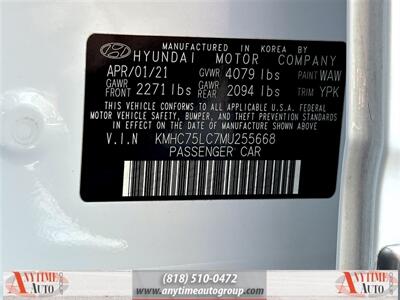 MANUFACTURED IN KOREA BY
HYUNDAI MOTOR COMPANY
APR/01/21 GVWR 4079 lbs PAINT WAW
GAWR FRONT 2271 lbs GAWR REAR 2094 lbs TRIM YPK
THIS VEHICLE CONFORMS TO ALL APPLICABLE U.S. FEDERAL
MOTOR VEHICLE SAFETY, BUMPER, AND THEFT PREVENTION
STANDARDS IN EFFECT ON THE DATE OF MANUFACTURE SHOWN ABOVE.
V.I.N KMHC75LC7MU255668
PASSENGER CAR
ANYTIME AUTO
(818) 510-0472
www.anytimeautogroup.com
ANYTIME AUTO